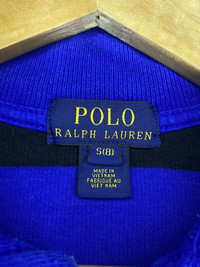 POLO
RALPH LAUREN
S(8)
MADE IN
VIETNAM
FABRIQUÉ AU
VIET NAM